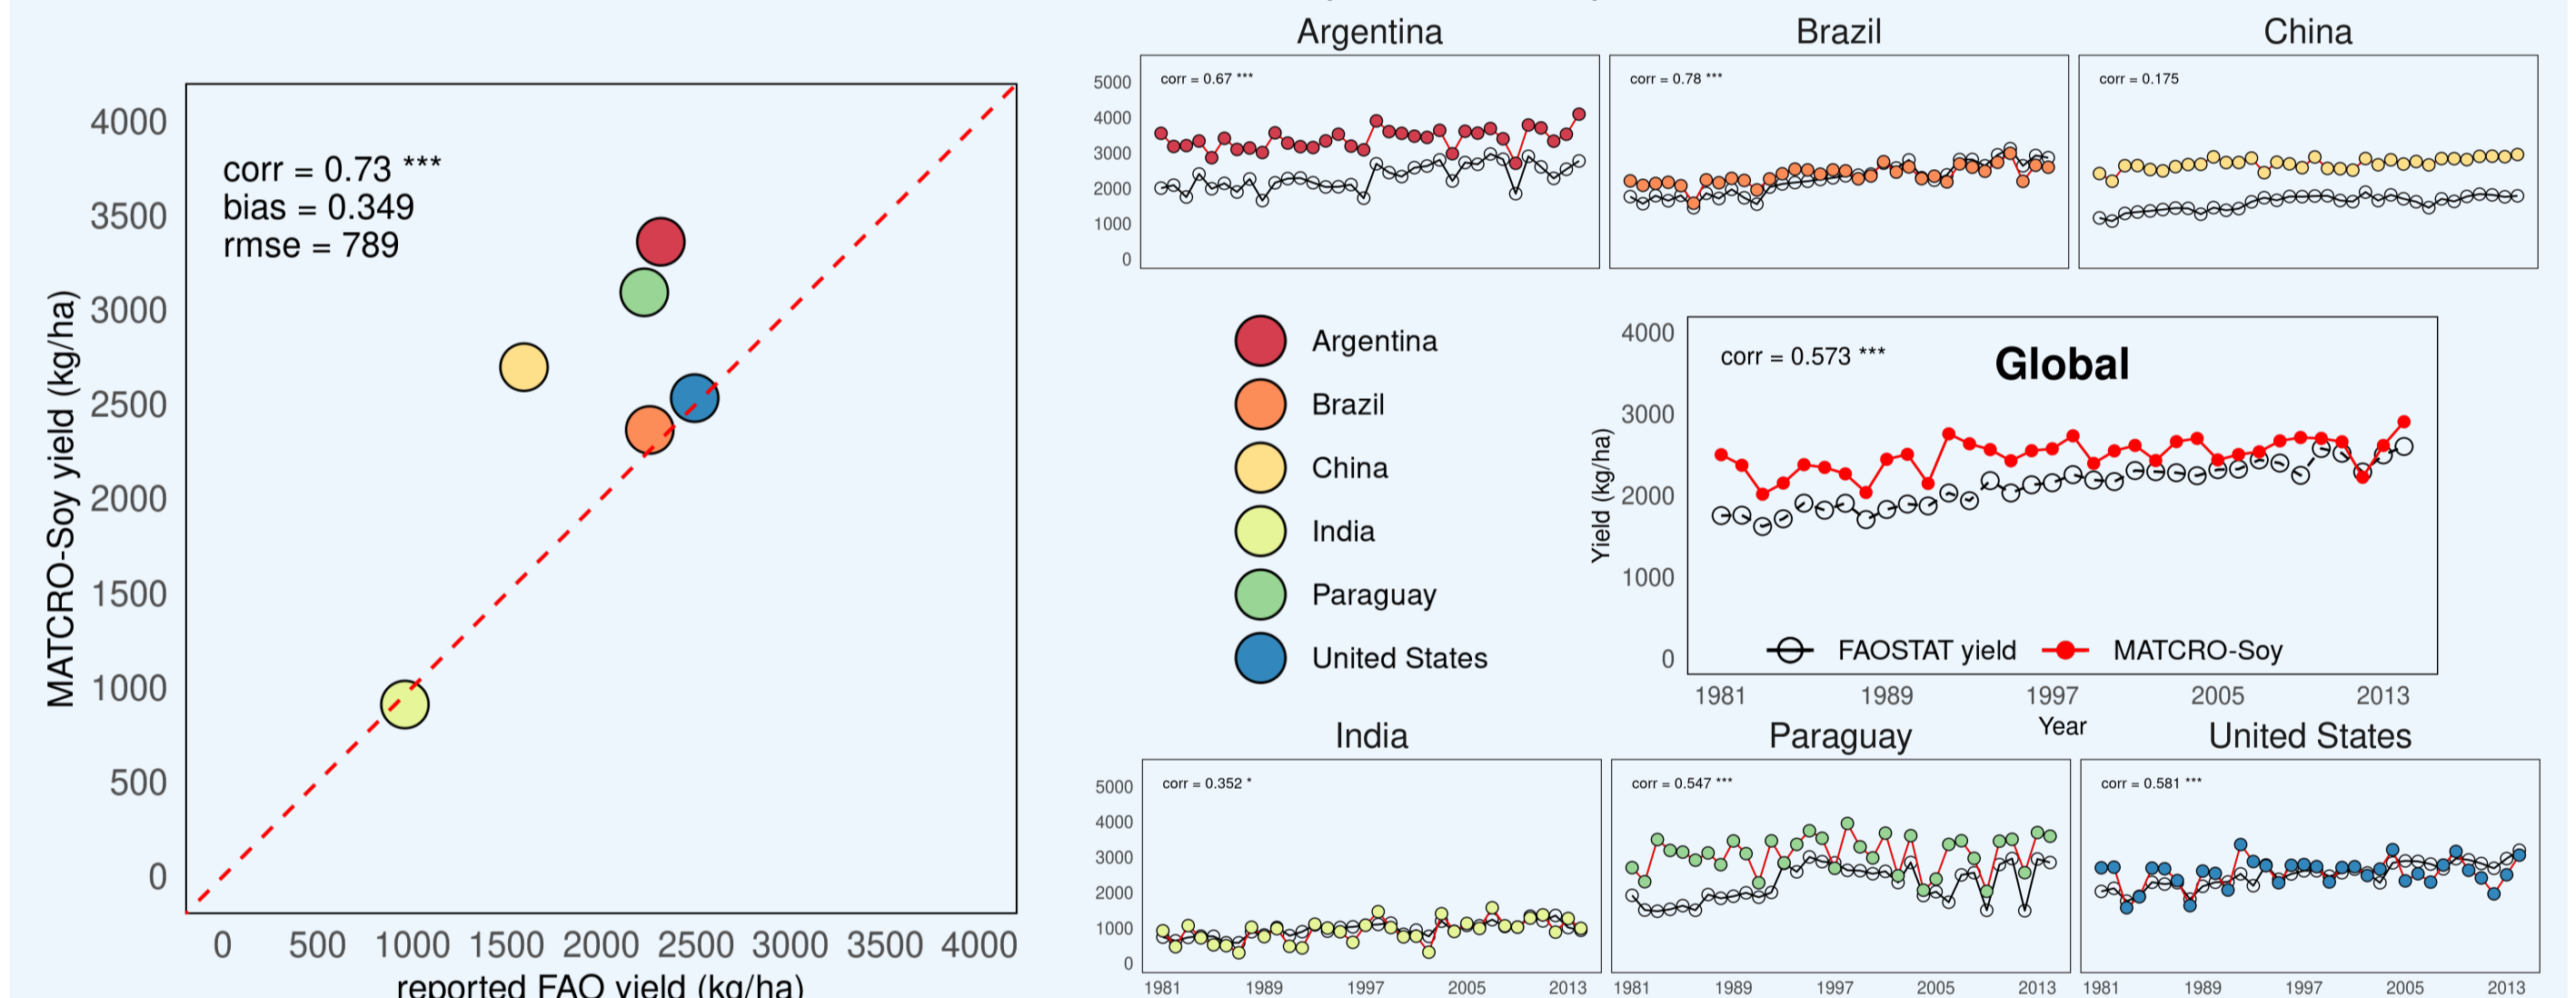 4000
3500
3000
2500
2000
1500
1000
500
0
MATCRO-Soy yield (kg/ha)
corr = 0.73 ***
bias = 0.349
rmse = 789
0 500 1000 1500 2000 2500 3000 3500 4000
reported FAO yield (kg/ha)
Argentina
Brazil
China
5000
4000
3000
2000
1000
0
corr = 0.67 ***
corr = 0.78 ***
corr = 0.175
Argentina
Brazil
China
India
Paraguay
United States
4000
3000
2000
1000
0
Yield (kg/ha)
corr = 0.573 ***
Global
FAOSTAT yield
MATCRO-Soy
1981 1989 1997 2005 2013
Year
India
Paraguay
United States
5000
4000
3000
2000
1000
0
corr = 0.352 *
corr = 0.547 ***
corr = 0.581 ***
1981 1989 1997 2005 2013
1981 1989 1997 2005 2013
1981 1989 1997 2005 2013